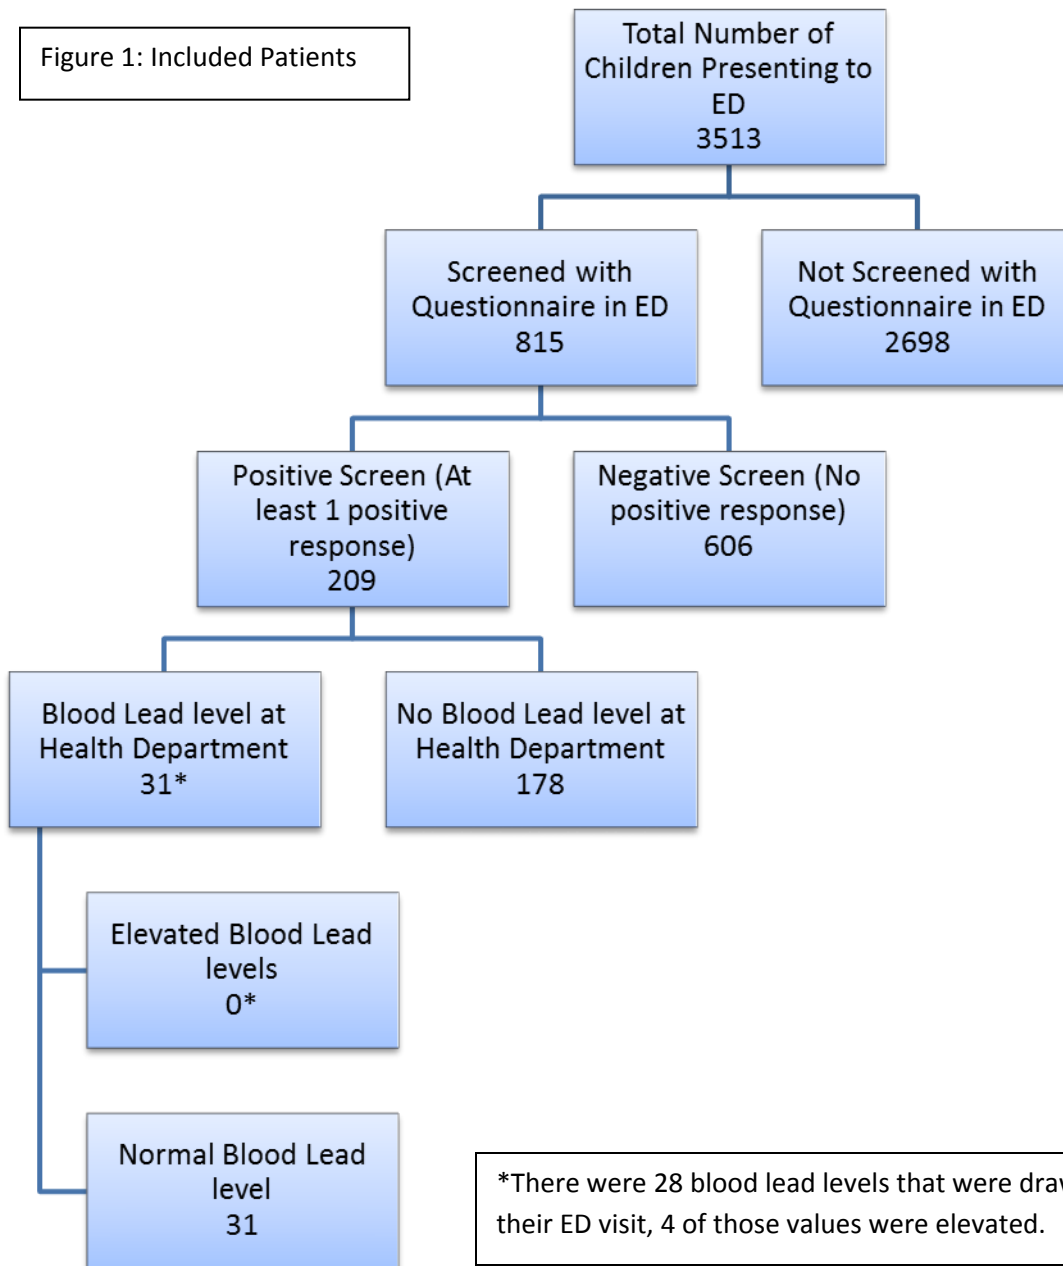 Figure 1: Included Patients
Total Number of
Children Presenting to
ED
3513
Screened with
Questionnaire in ED
815
Not Screened with
Questionnaire in ED
2698
Positive Screen (At
least 1 positive
response)
209
Negative Screen (No
positive response)
606
Blood Lead level at
Health Department
31*
No Blood Lead level at
Health Department
178
Elevated Blood Lead
levels
0*
Normal Blood Lead
level
31
*There were 28 blood lead levels that were
their ED visit, 4 of those values were elevated.